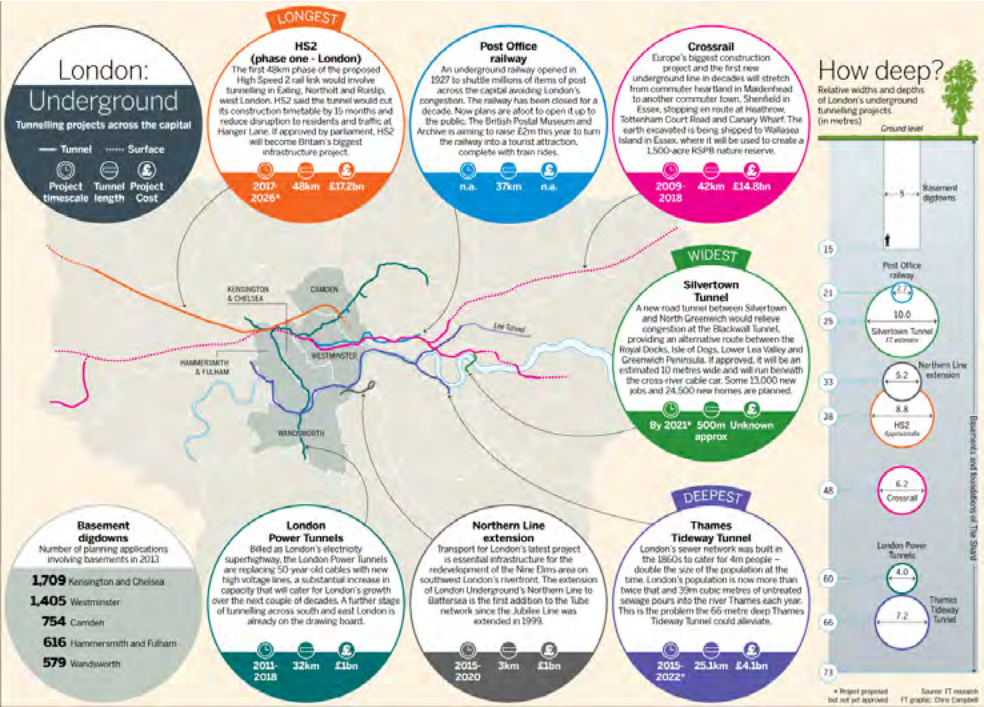 London:
Underground
Tunnelling projects across the capital
Tunnel
Surface
Project
timescale
Tunnel
length
Project
Cost
LONGEST
HS2
(phase one - London)
The first 48km phase of the proposed
High Speed 2 rail link would involve
tunnelling in Ealing, Northolt and Ruislip,
west London. HS2 said the tunnel would cut
its construction timetable by 15 months and
reduce disruption to residents and traffic at
Hanger Lane. If approved by parliament, HS2
will become Britain's biggest
infrastructure project.
2017-
2026*
48km
£17.2bn
Post Office
railway
An underground railway opened in
1927 to shuttle millions of items of post
across the capital avoiding London's
congestion. The railway has been closed for a
decade. Now plans are afoot to open it up to
the public. The British Postal Museum and
Archive is aiming to raise £2m this year to turn
the railway into a tourist attraction,
complete with train rides.
n.a.
37km
n.a.
Crossrail
Europe's biggest construction
project and the first new
underground line in decades will stretch
from commuter heartland in Maidenhead
to another commuter town, Shenfield in
Essex, stopping en route at Heathrow,
Tottenham Court Road and Canary Wharf. The
earth excavated is being shipped to Wallasea
Island in Essex, where it will be used to create a
1,500-acre RSPB nature reserve.
2009-
2018
42km
£14.8bn
How deep?
Relative widths and depths
of London's underground
tunnelling projects
(in metres)
Ground level
5
Basement
digdowns
15
Post Office
railway
21
2.7
25
10.0
Silvertown Tunnel
FT estimate
Northern Line
extension
33
5.2
38
8.8
HS2
Approximate
48
6.2
Crossrail
London Power
Tunnels
60
4.0
Thames
Tideway
Tunnel
66
7.2
73
Basements and foundations of The Shard
KENSINGTON
& CHELSEA
CAMDEN
HAMMERSMITH
& FULHAM
WESTMINSTER
WANDSWORTH
Lee Tunnel
WIDEST
Silvertown
Tunnel
A new road tunnel between Silvertown
and North Greenwich would relieve
congestion at the Blackwall Tunnel,
providing an alternative route between the
Royal Docks, Isle of Dogs, Lower Lea Valley and
Greenwich Peninsula. If approved, it will be an
estimated 10 metres wide and will run beneath
the cross-river cable car. Some 13,000 new
jobs and 24,500 new homes are planned.
By 2021*
500m
approx
Unknown
Basement
digdowns
Number of planning applications
involving basements in 2013
1,709 Kensington and Chelsea
1,405 Westminster
754 Camden
616 Hammersmith and Fulham
579 Wandsworth
London
Power Tunnels
Billed as London's electricity
superhighway, the London Power Tunnels
are replacing 50-year-old cables with new
high voltage lines, a substantial increase in
capacity that will cater for London's growth
over the next couple of decades. A further stage
of tunnelling across south and east London is
already on the drawing board.
2011-
2018
32km
£1bn
Northern Line
extension
Transport for London's latest project
is essential infrastructure for the
redevelopment of the Nine Elms area on
southwest London's riverfront. The extension
of London Underground's Northern Line to
Battersea is the first addition to the Tube
network since the Jubilee Line was
extended in 1999.
2015-
2020
3km
£1bn
DEEPEST
Thames
Tideway Tunnel
London's sewer network was built in
the 1860s to cater for 4m people –
double the size of the population at the
time. London's population is now more than
twice that and 39m cubic metres of untreated
sewage pours into the river Thames each year.
This is the problem the 66-metre deep Thames
Tideway Tunnel could alleviate.
2015-
2022*
25.1km
£4.1bn
* Project proposed
but not yet approved
Source: FT research
FT graphic: Chris Campbell